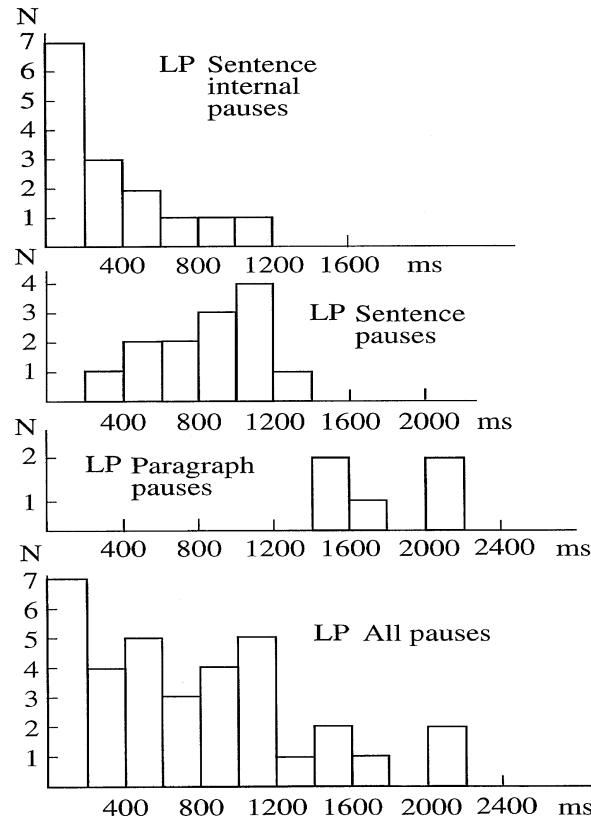 N
7
6
5
4
3
2
1
LP Sentence
internal
pauses
400 800 1200 1600 ms
N
4
3
2
1
LP Sentence
pauses
400 800 1200 1600 2000 ms
N
2
1
LP Paragraph
pauses
400 800 1200 1600 2000 2400 ms
N
7
6
5
4
3
2
1
LP All pauses
400 800 1200 1600 2000 2400 ms